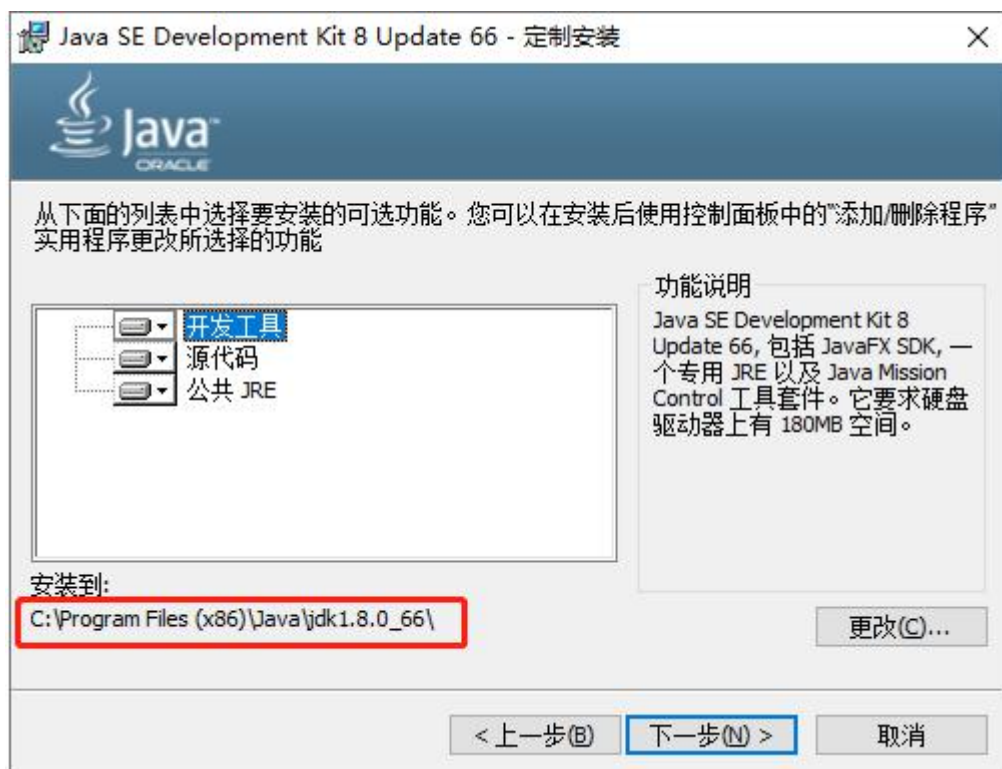 Java SE Development Kit 8 Update 66 - 定制安装
Java™
ORACLE
从下面的列表中选择要安装的可选功能。您可以在安装后使用控制面板中的“添加/删除程序”
实用程序更改所选择的功能
开发工具
源代码
公共 JRE
功能说明
Java SE Development Kit 8
Update 66, 包括 JavaFX SDK, 一
个专用 JRE 以及 Java Mission
Control 工具套件。它要求硬盘
驱动器上有 180MB 空间。
安装到:
C:\Program Files (x86)\Java\jdk1.8.0_66\
更改(C)...
< 上一步(B)
下一步(N) >
取消